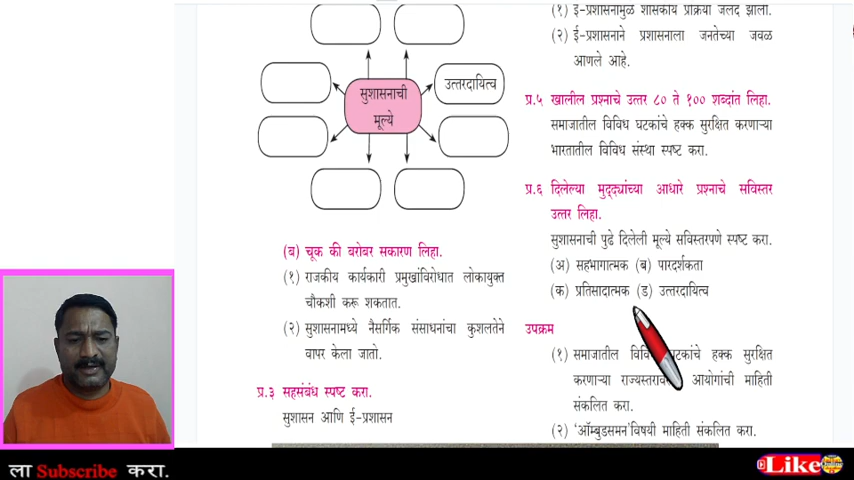 सुशासनाची
मूल्ये
उत्तरदायित्व
(ब) चूक की बरोबर सकारण लिहा.
(१) राजकीय कार्यकारी प्रमुखांविरोधात लोकायुक्त
चौकशी करू शकतात.
(२) सुशासनामध्ये नैसर्गिक संसाधनांचा कुशलतेने
वापर केला जातो.
प्र.३ सहसंबंध स्पष्ट करा.
सुशासन आणि ई-प्रशासन
(१) ई-प्रशासनामुळे शासकीय प्रक्रिया जलद झाली.
(२) ई-प्रशासनाने प्रशासनाला जनतेच्या जवळ
आणले आहे.
प्र.५ खालील प्रश्नाचे उत्तर ८० ते १०० शब्दांत लिहा.
समाजातील विविध घटकांचे हक्क सुरक्षित करणाऱ्या
भारतातील विविध संस्था स्पष्ट करा.
प्र.६ दिलेल्या मुद्द्यांच्या आधारे प्रश्नाचे सविस्तर
उत्तर लिहा.
सुशासनाची पुढे दिलेली मूल्ये सविस्तरपणे स्पष्ट करा.
(अ) सहभागात्मक (ब) पारदर्शकता
(क) प्रतिसादात्मक (ड) उत्तरदायित्व
उपक्रम
(१) समाजातील घटकांचे हक्क सुरक्षित
करणाऱ्या आयोगांची माहिती
संकलित करा.
(२) ‘ऑम्बुडसमन’विषयी माहिती संकलित करा.
ला Subscribe करा.
Like